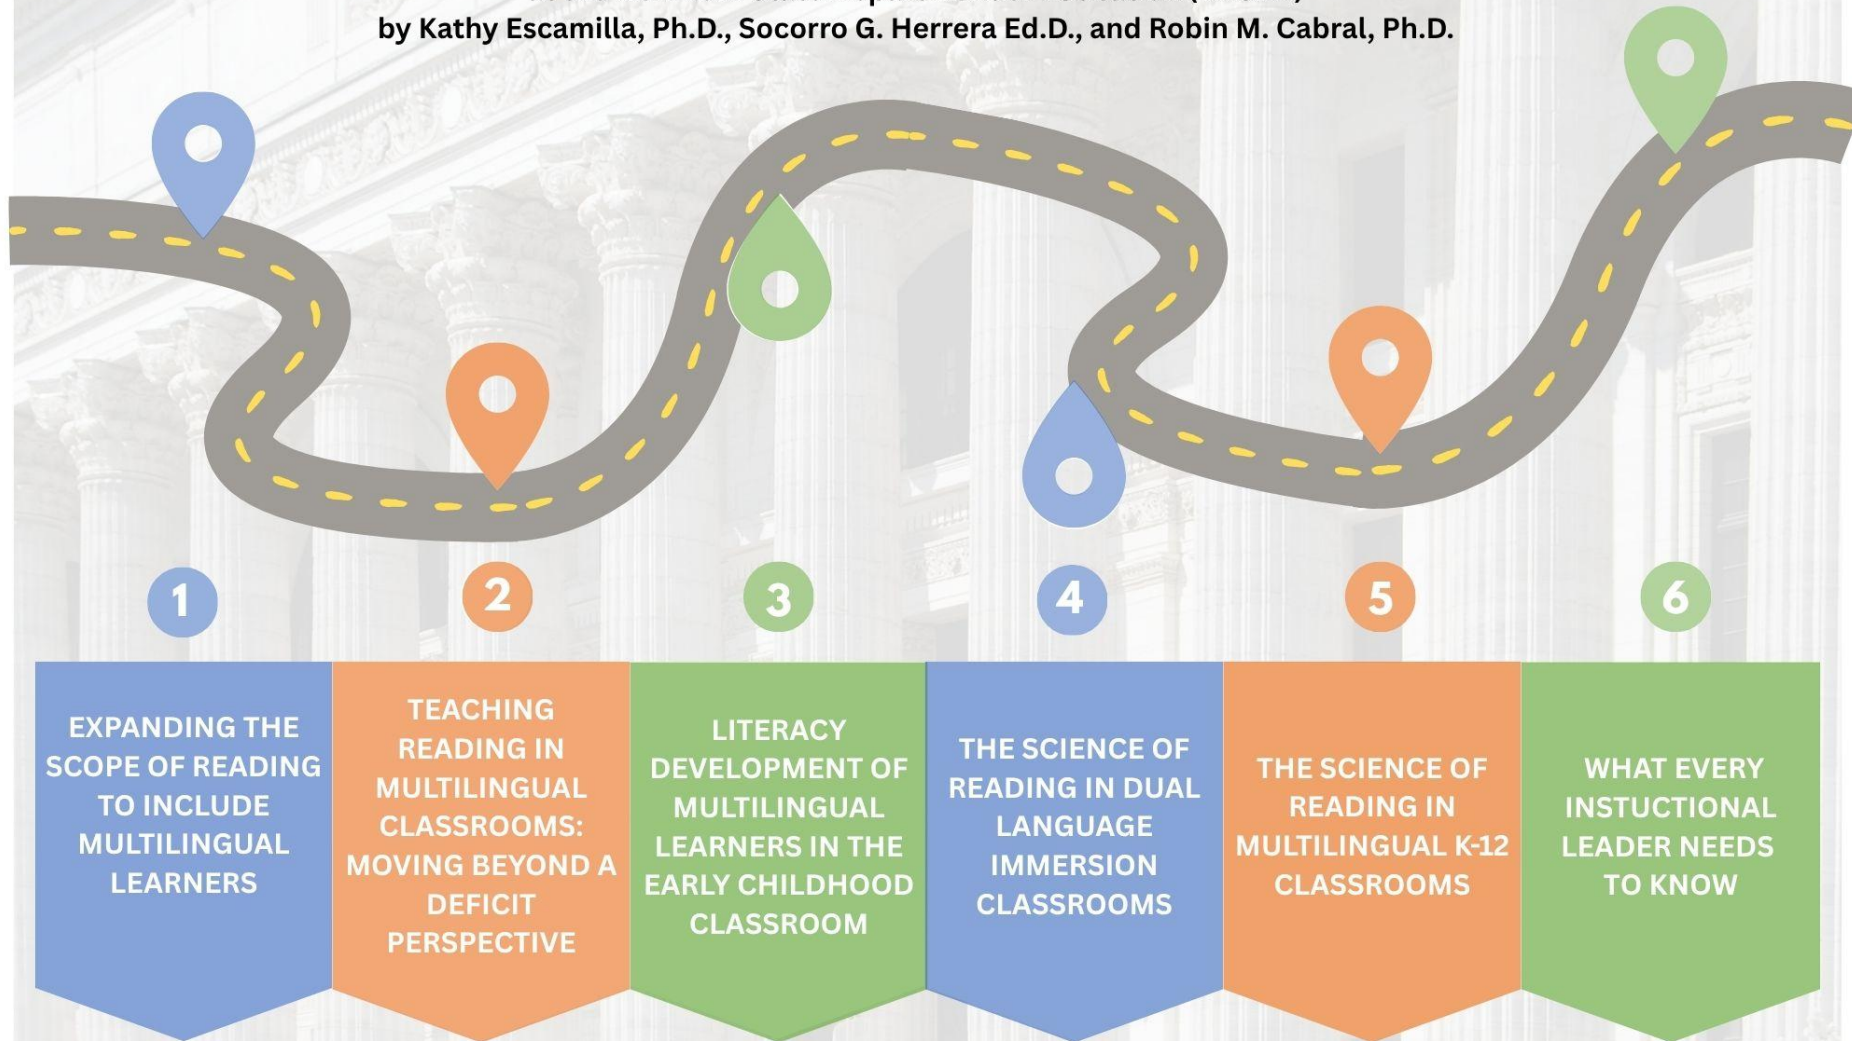 by Kathy Escamilla, Ph.D., Socorro G. Herrera Ed.D., and Robin M. Cabral, Ph.D.
1
2
3
4
5
6
EXPANDING THE
SCOPE OF READING
TO INCLUDE
MULTILINGUAL
LEARNERS
TEACHING
READING IN
MULTILINGUAL
CLASSROOMS:
MOVING BEYOND A
DEFICIT
PERSPECTIVE
LITERACY
DEVELOPMENT OF
MULTILINGUAL
LEARNERS IN THE
EARLY CHILDHOOD
CLASSROOM
THE SCIENCE OF
READING IN DUAL
LANGUAGE
IMMERSION
CLASSROOMS
THE SCIENCE OF
READING IN
MULTILINGUAL K-12
CLASSROOMS
WHAT EVERY
INSTUCTIONAL
LEADER NEEDS
TO KNOW